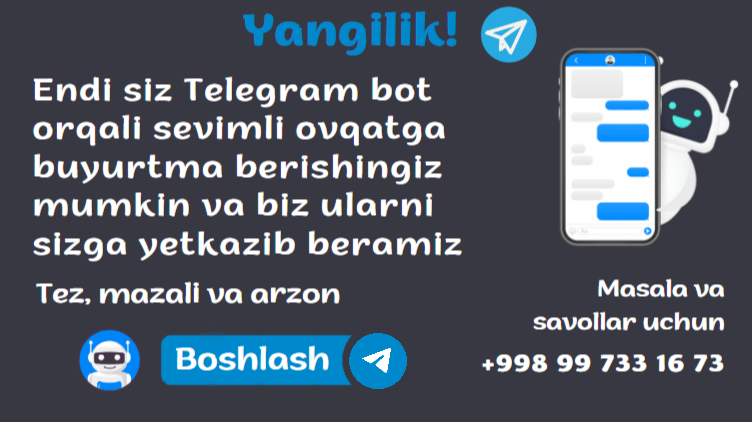 Yangilik!
Endi siz Telegram bot
orqali sevimli ovqatga
buyurtma berishingiz
mumkin va biz ularni
sizga yetkazib beramiz
Tez, mazali va arzon
Boshlash
Masala va
savollar uchun
+998 99 733 16 73